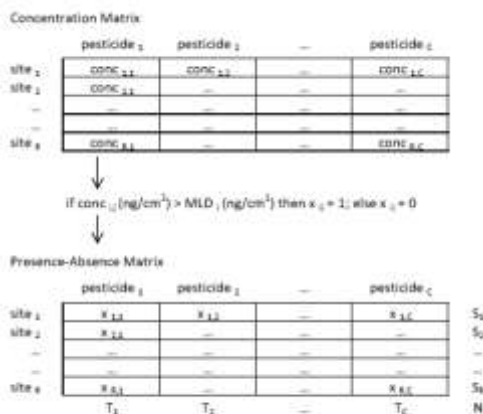 Concentration Matrix
pesticide 1 pesticide 2 ... pesticide C
site 1 conc 1,1 conc 1,2 ... conc 1,C
site 2 conc 2,1 ... ... ...
... ... ... ... ...
... ... ... ... ...
site R conc R,1 ... ... conc R,C
if conc ij (ng/cm³) > MLD j (ng/cm³) then x ij = 1; else x ij = 0
Presence-Absence Matrix
pesticide 1 pesticide 2 ... pesticide C
site 1 x 1,1 x 1,2 ... x 1,C S1
site 2 x 2,1 ... ... ... S2
... ... ... ... ... ...
... ... ... ... ... ...
site R x R,1 ... ... x R,C
T1 T2 ... TC N